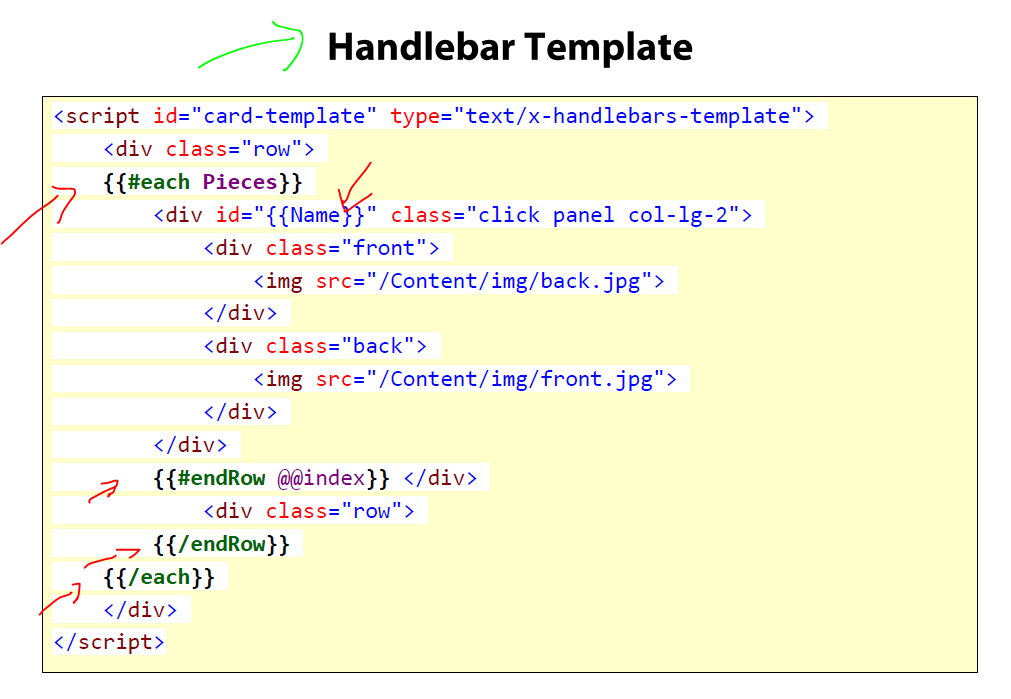 Handlebar Template
<script id="card-template" type="text/x-handlebars-template">
<div class="row">
{{#each Pieces}}
<div id="{{Name}}" class="click panel col-lg-2">
<div class="front">
<img src="/Content/img/back.jpg">
</div>
<div class="back">
<img src="/Content/img/front.jpg">
</div>
</div>
{{#endRow @@index}} </div>
<div class="row">
{{/endRow}}
{{/each}}
</div>
</script>